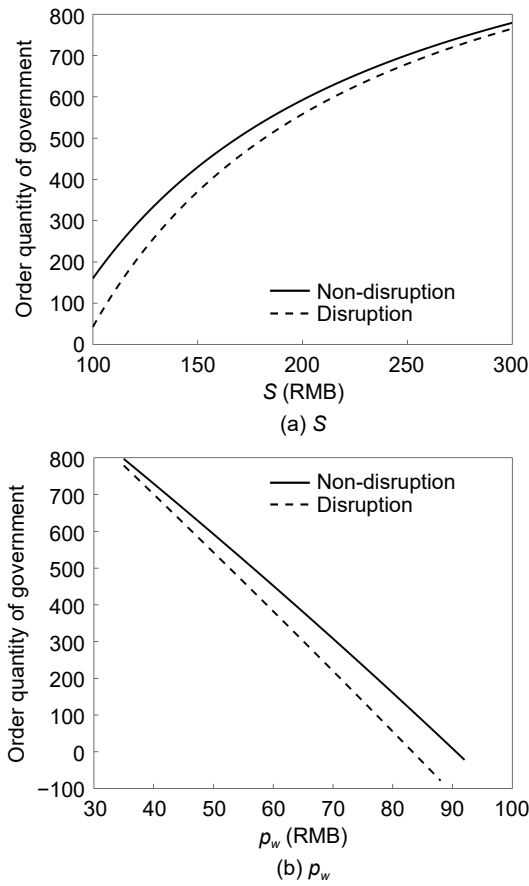 800
700
600
500
400
300
200
100
0
Order quantity of government
Non-disruption
Disruption
100 150 200 250 300
S (RMB)
(a) S
800
700
600
500
400
300
200
100
0
−100
Order quantity of government
Non-disruption
Disruption
30 40 50 60 70 80 90 100
p_w (RMB)
(b) p_w